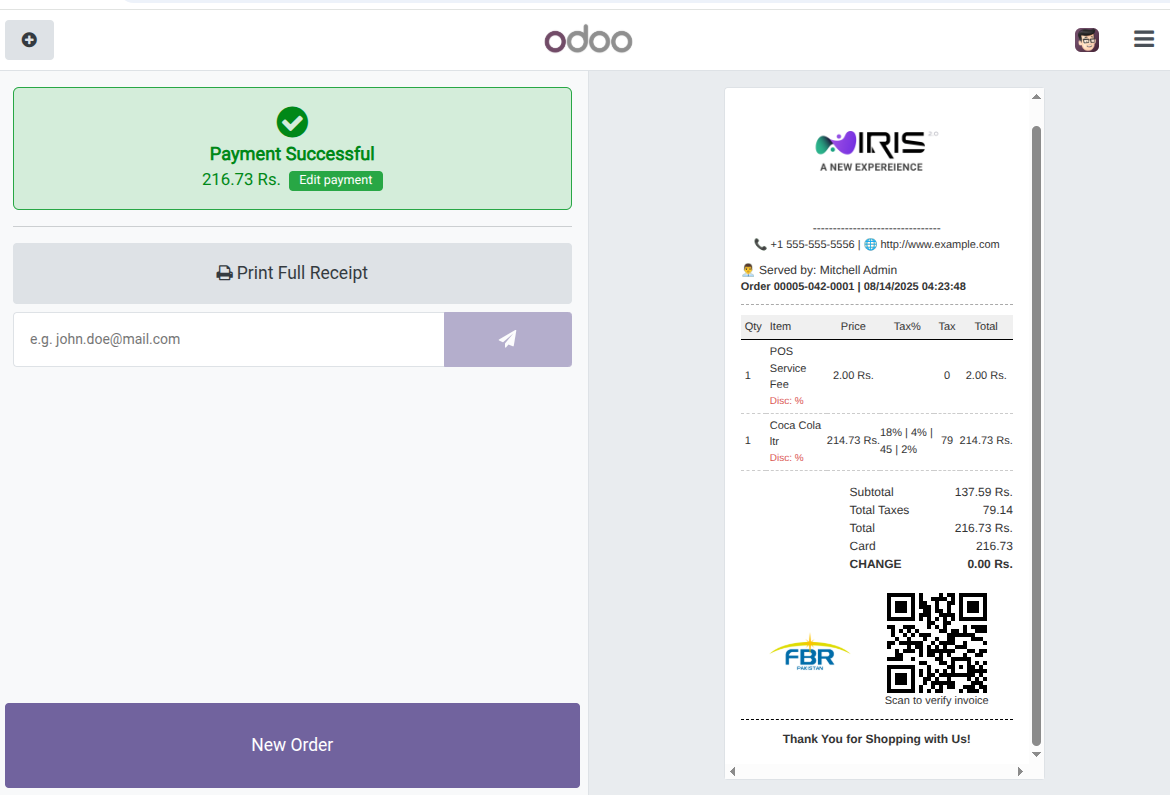 odoo
Payment Successful
216.73 Rs. Edit payment
Print Full Receipt
e.g. john.doe@mail.com
New Order
IRIS 2.0
A NEW EXPEREIENCE
--------------------------------
+1 555-555-5556 | http://www.example.com
Served by: Mitchell Admin
Order 00005-042-0001 | 08/14/2025 04:23:48
Qty Item Price Tax% Tax Total
POS
Service
1 2.00 Rs. 0 2.00 Rs.
Fee
Disc: %
Coca Cola
18% | 4% |
1 ltr 214.73 Rs. 79 214.73 Rs.
45 | 2%
Disc: %
Subtotal 137.59 Rs.
Total Taxes 79.14
Total 216.73 Rs.
Card 216.73
CHANGE 0.00 Rs.
FBR
PAKISTAN
Scan to verify invoice
Thank You for Shopping with Us!